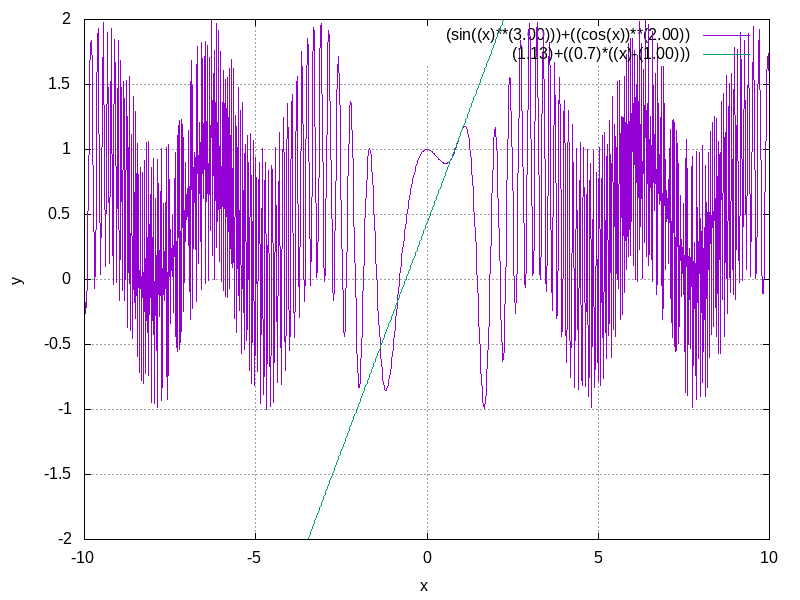 (sin((x)**(3.00)))+((cos(x))**(2.00))
(1.13)+((0.7)*((x)-(1.00)))
2
1.5
1
0.5
0
-0.5
-1
-1.5
-2
y
-10 -5 0 5 10
x